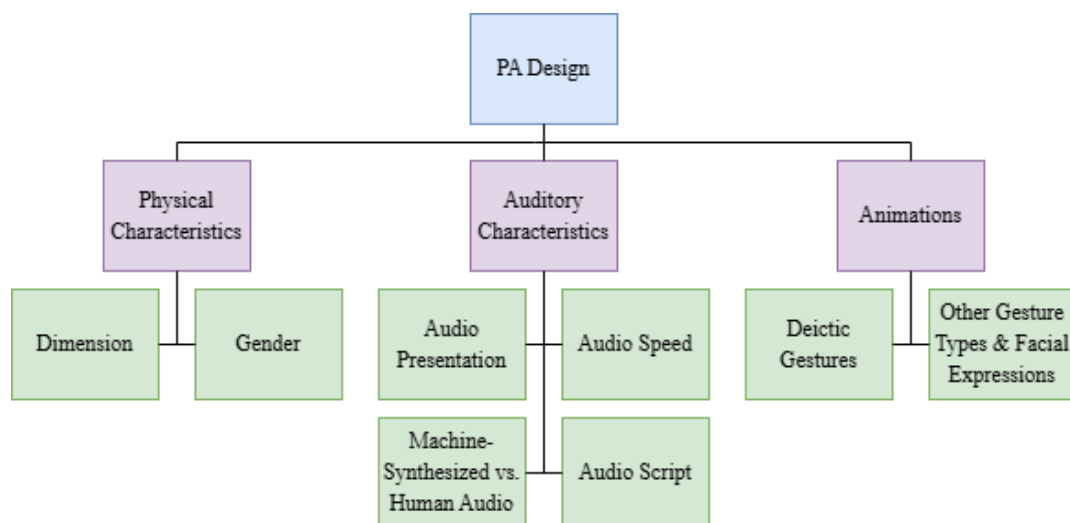 PA Design
Physical
Characteristics
Auditory
Characteristics
Animations
Dimension
Gender
Audio
Presentation
Audio Speed
Deictic
Gestures
Other Gesture
Types & Facial
Expressions
Machine-
Synthesized vs.
Human Audio
Audio Script